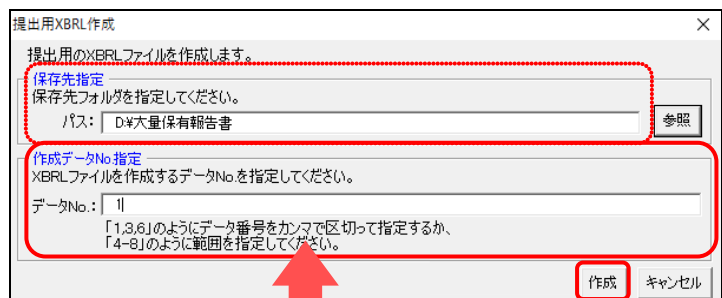 提出用XBRL作成
提出用のXBRLファイルを作成します。
保存先指定
保存先フォルダを指定してください。
パス: D:¥大量保有報告書
参照
作成データNo.指定
XBRLファイルを作成するデータNo.を指定してください。
データNo.: 1
「1,3,6」のようにデータ番号をカンマで区切って指定するか、
「4-8」のように範囲を指定してください。
作成 キャンセル